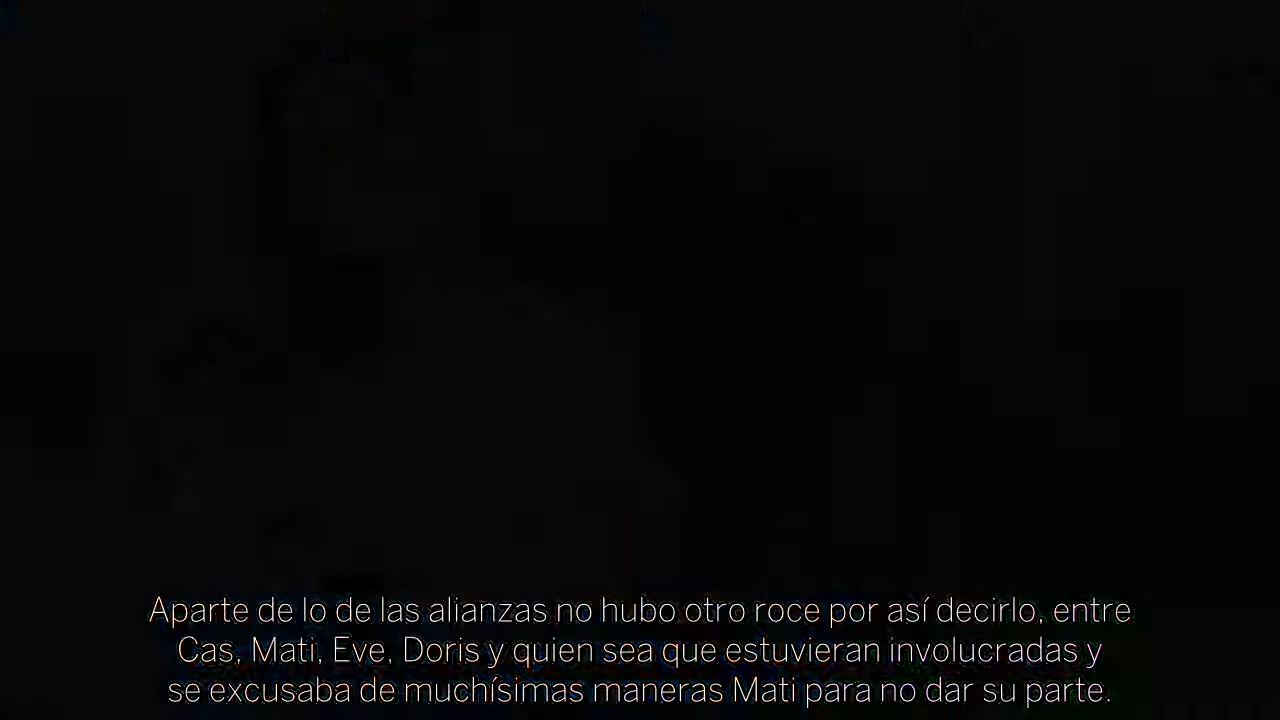 Aparte de lo de las alianzas no hubo otro roce por así decirlo, entre
Cas, Mati, Eve, Doris y quien sea que estuvieran involucradas y
se excusaba de muchísimas maneras Mati para no dar su parte.